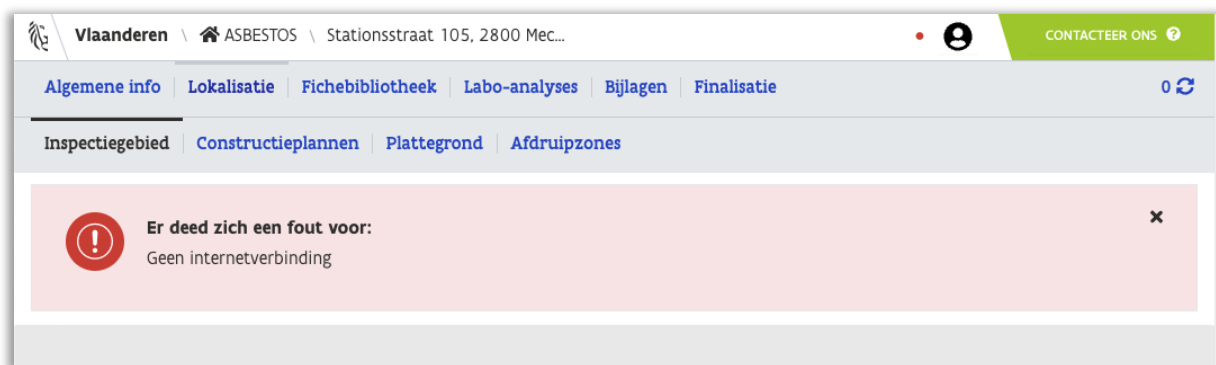 Vlaanderen \ ASBESTOS \ Stationsstraat 105, 2800 Mec... CONTACTEER ONS ?
Algemene info Lokalisatie Fichebibliotheek Labo-analyses Bijlagen Finalisatie 0
Inspectiegebied Constructieplannen Plattegrond Afdruipzones
Er deed zich een fout voor:
Geen internetverbinding